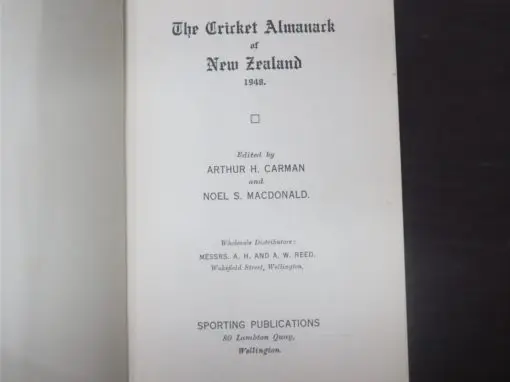 The Cricket Almanack
of
New Zealand
1948.
Edited by
ARTHUR H. CARMAN
and
NOEL S. MACDONALD.
Wholesale Distributors:
MESSRS. A. H. AND A. W. REED.
Wakefield Street, Wellington.
SPORTING PUBLICATIONS
80 Lambton Quay,
Wellington.